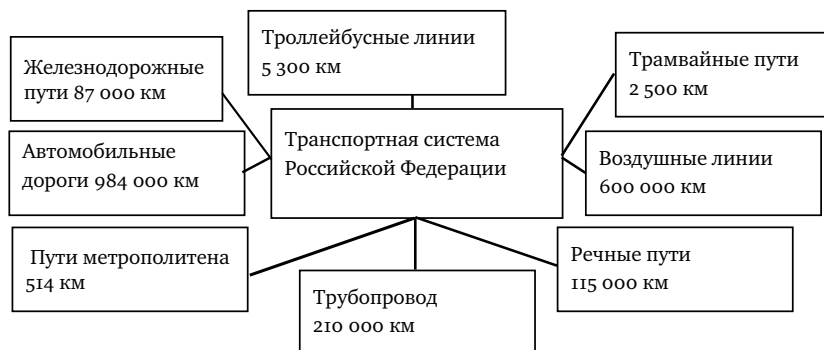 Троллейбусные линии
5 300 км
Железнодорожные
пути 87 000 км
Трамвайные пути
2 500 км
Транспортная система
Российской Федерации
Автомобильные
дороги 984 000 км
Воздушные линии
600 000 км
Пути метрополитена
514 км
Трубопровод
210 000 км
Речные пути
115 000 км